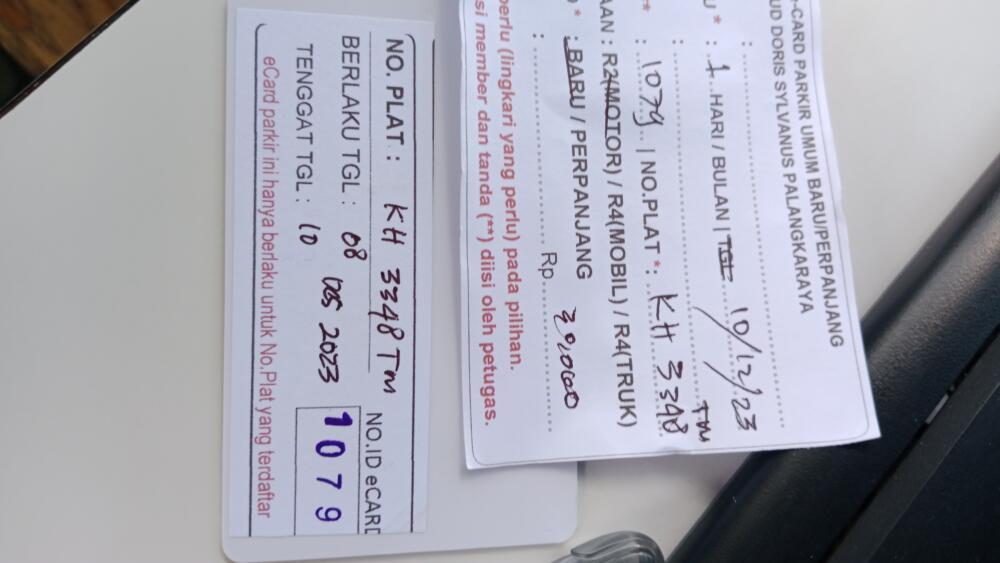 NO. PLAT : KH 3348 TM
BERLAKU TGL : 08 DES 2023
TENGGAT TGL : 10
NO.ID eCARD
1079
eCard parkir ini hanya berlaku untuk No.Plat yang terdaftar
-CARD PARKIR UMUM BARU/PERPANJANG
UD DORIS SYLVANUS PALANGKARAYA
:
U * : 1 HARI / BULAN | TGL 10/12/23
** : 1079 | NO.PLAT *: KH 3348 TM
AAN : R2(MOTOR) / R4(MOBIL) / R4(TRUK)
* : BARU / PERPANJANG
: Rp 30,000
perlu (lingkari yang perlu) pada pilihan.
si member dan tanda (**) diisi oleh petugas.